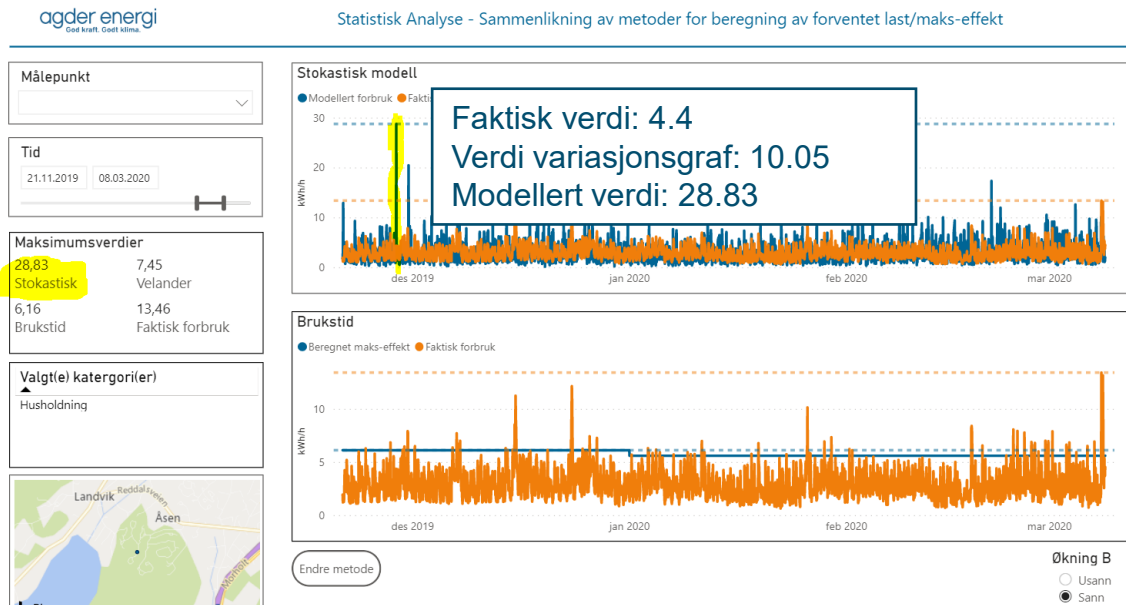 agder energi
God kraft. Godt klima.
Statistisk Analyse - Sammenlikning av metoder for beregning av forventet last/maks-effekt
Målepunkt
Tid
21.11.2019 08.03.2020
Maksimumsverdier
28,83 7,45
Stokastisk Velander
6,16 13,46
Brukstid Faktisk forbruk
Valgt(e) katergori(er)
Husholdning
Landvik
Åsen
Stokastisk modell
Modellert forbruk
Faktisk verdi: 4.4
Verdi variasjonsgraf: 10.05
Modellert verdi: 28.83
kWh/h
30
20
10
0
des 2019 jan 2020 feb 2020 mar 2020
Brukstid
Beregnet maks-effekt Faktisk forbruk
kWh/h
10
5
0
des 2019 jan 2020 feb 2020 mar 2020
Endre metode
Økning B
Usann
Sann